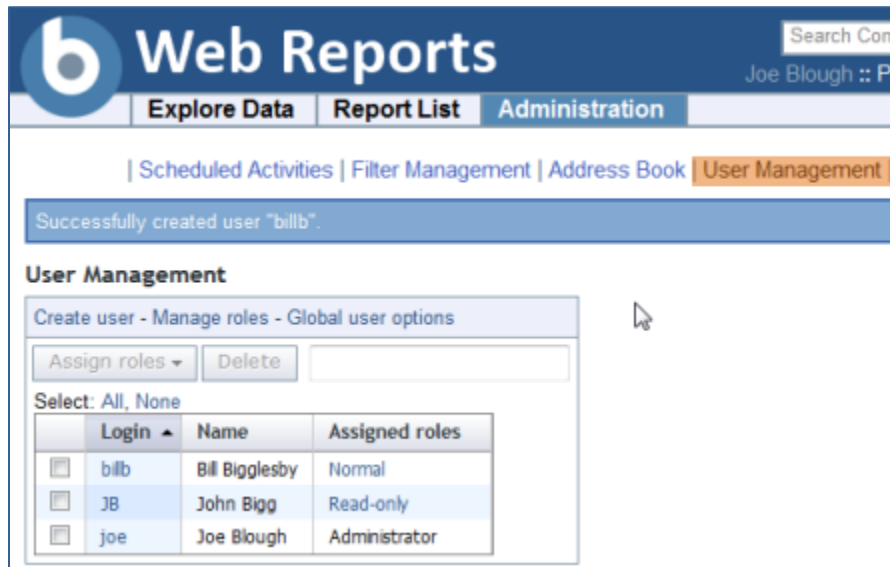 b Web Reports
Search Con
Joe Blough :: P
Explore Data Report List Administration
| Scheduled Activities | Filter Management | Address Book | User Management |
Successfully created user "billb".
User Management
Create user - Manage roles - Global user options
Assign roles Delete
Select: All, None
Login Name Assigned roles
billb Bill Bigglesby Normal
JB John Bigg Read-only
joe Joe Blough Administrator